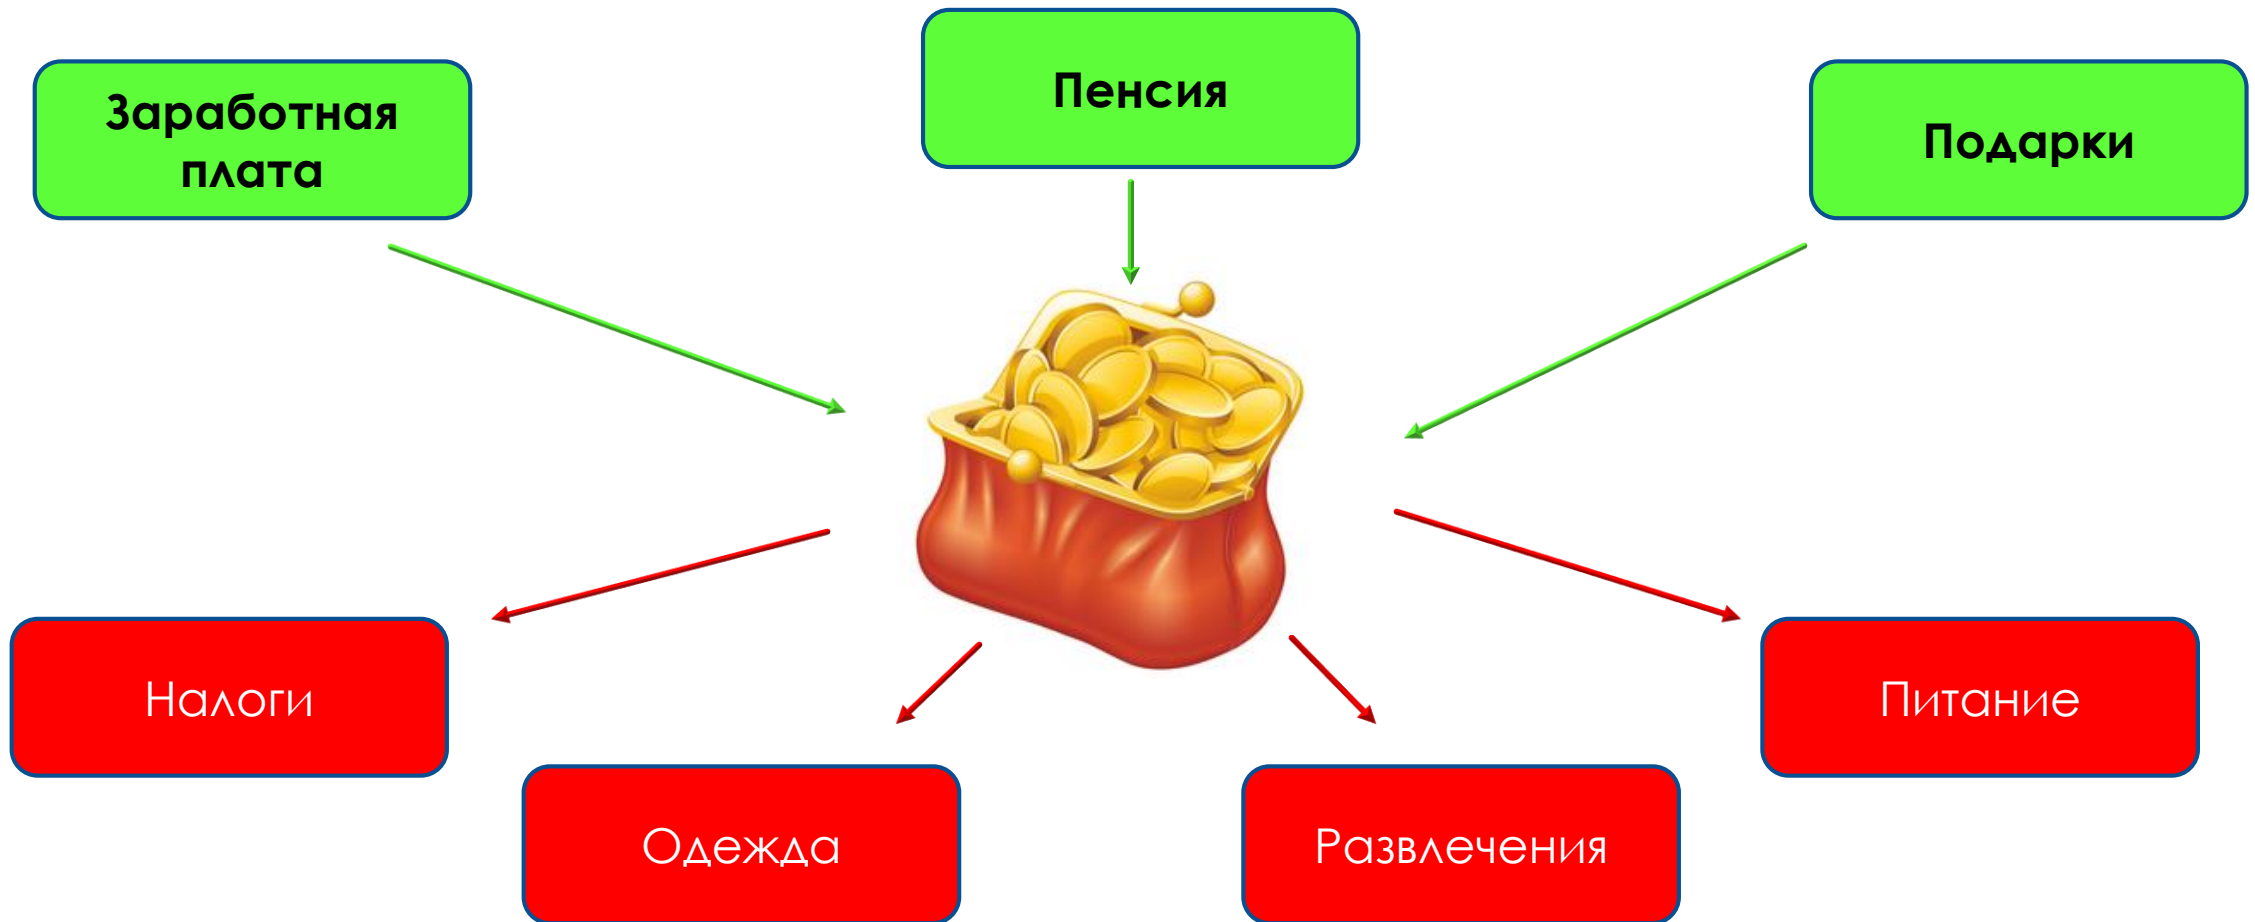 Пенсия
Заработная
плата
Подарки
Налоги
Питание
Одежда
Развлечения